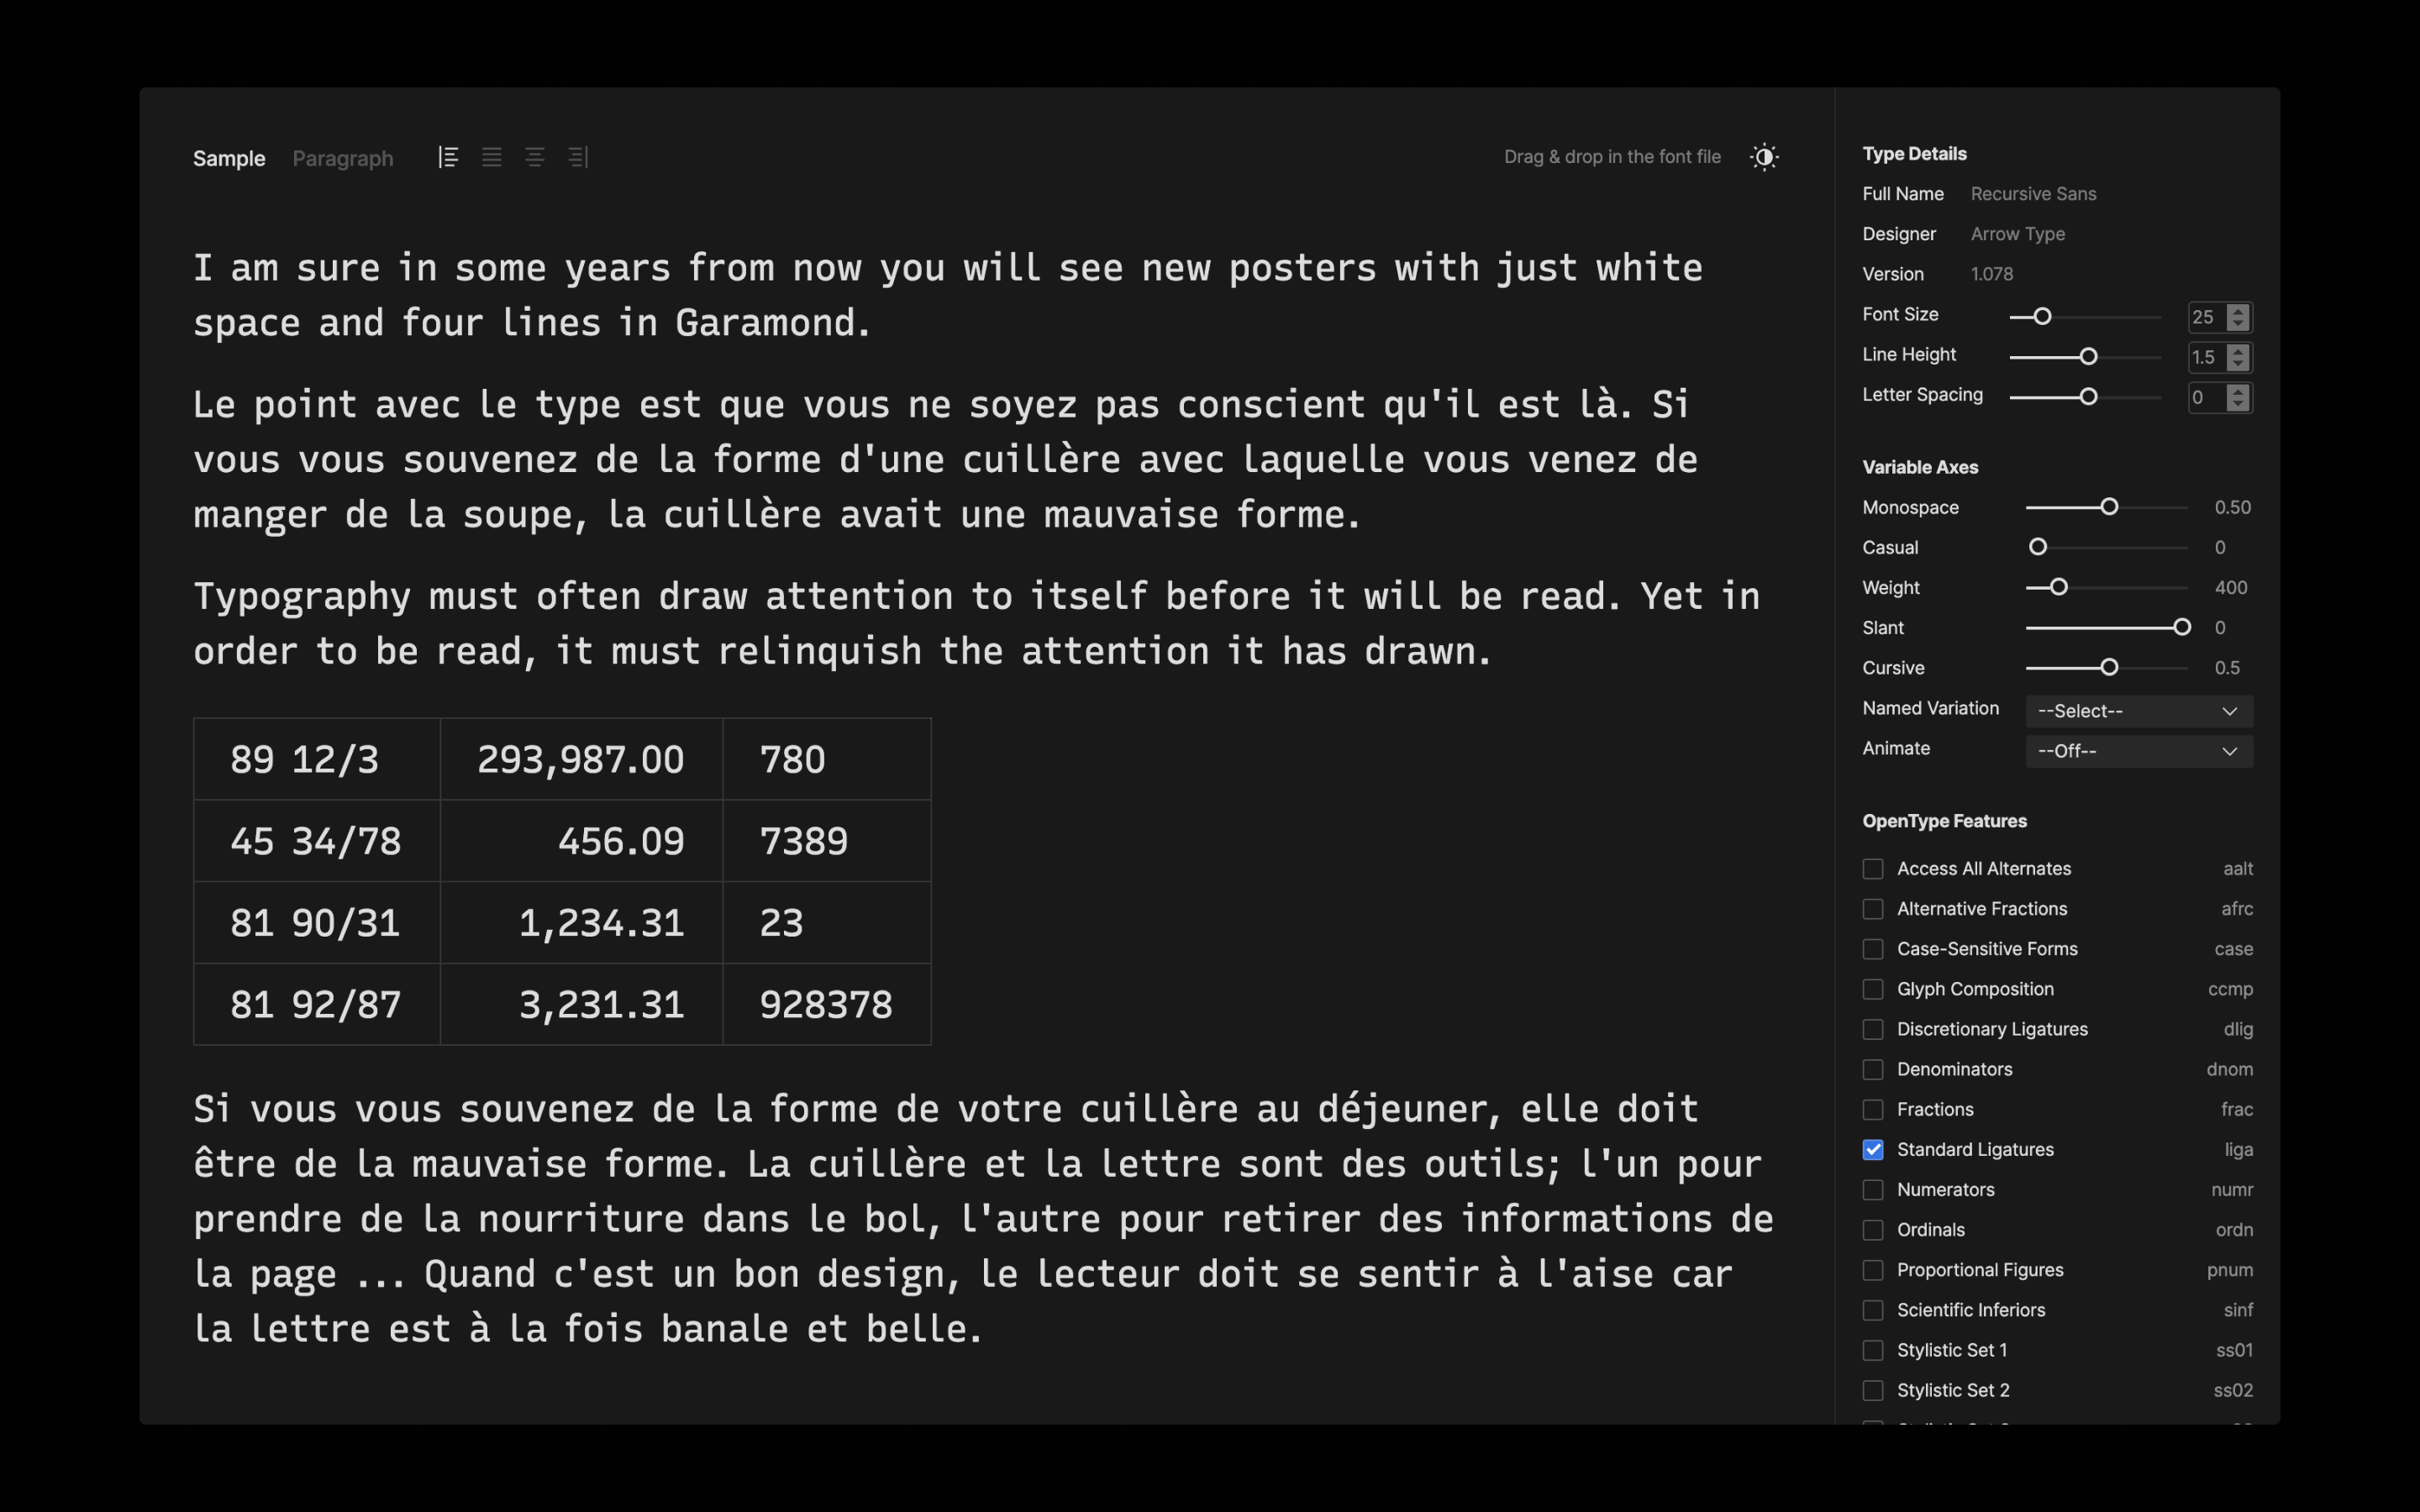 Sample Paragraph
Drag & drop in the font file
I am sure in some years from now you will see new posters with just white
space and four lines in Garamond.
Le point avec le type est que vous ne soyez pas conscient qu'il est là. Si
vous vous souvenez de la forme d'une cuillère avec laquelle vous venez de
manger de la soupe, la cuillère avait une mauvaise forme.
Typography must often draw attention to itself before it will be read. Yet in
order to be read, it must relinquish the attention it has drawn.
89 12/3 293,987.00 780
45 34/78 456.09 7389
81 90/31 1,234.31 23
81 92/87 3,231.31 928378
Si vous vous souvenez de la forme de votre cuillère au déjeuner, elle doit
être de la mauvaise forme. La cuillère et la lettre sont des outils; l'un pour
prendre de la nourriture dans le bol, l'autre pour retirer des informations de
la page ... Quand c'est un bon design, le lecteur doit se sentir à l'aise car
la lettre est à la fois banale et belle.
Type Details
Full Name Recursive Sans
Designer Arrow Type
Version 1.078
Font Size 25
Line Height 1.5
Letter Spacing 0
Variable Axes
Monospace 0.50
Casual 0
Weight 400
Slant 0
Cursive 0.5
Named Variation --Select--
Animate --Off--
OpenType Features
Access All Alternates aalt
Alternative Fractions afrc
Case-Sensitive Forms case
Glyph Composition ccmp
Discretionary Ligatures dlig
Denominators dnom
Fractions frac
Standard Ligatures liga
Numerators numr
Ordinals ordn
Proportional Figures pnum
Scientific Inferiors sinf
Stylistic Set 1 ss01
Stylistic Set 2 ss02